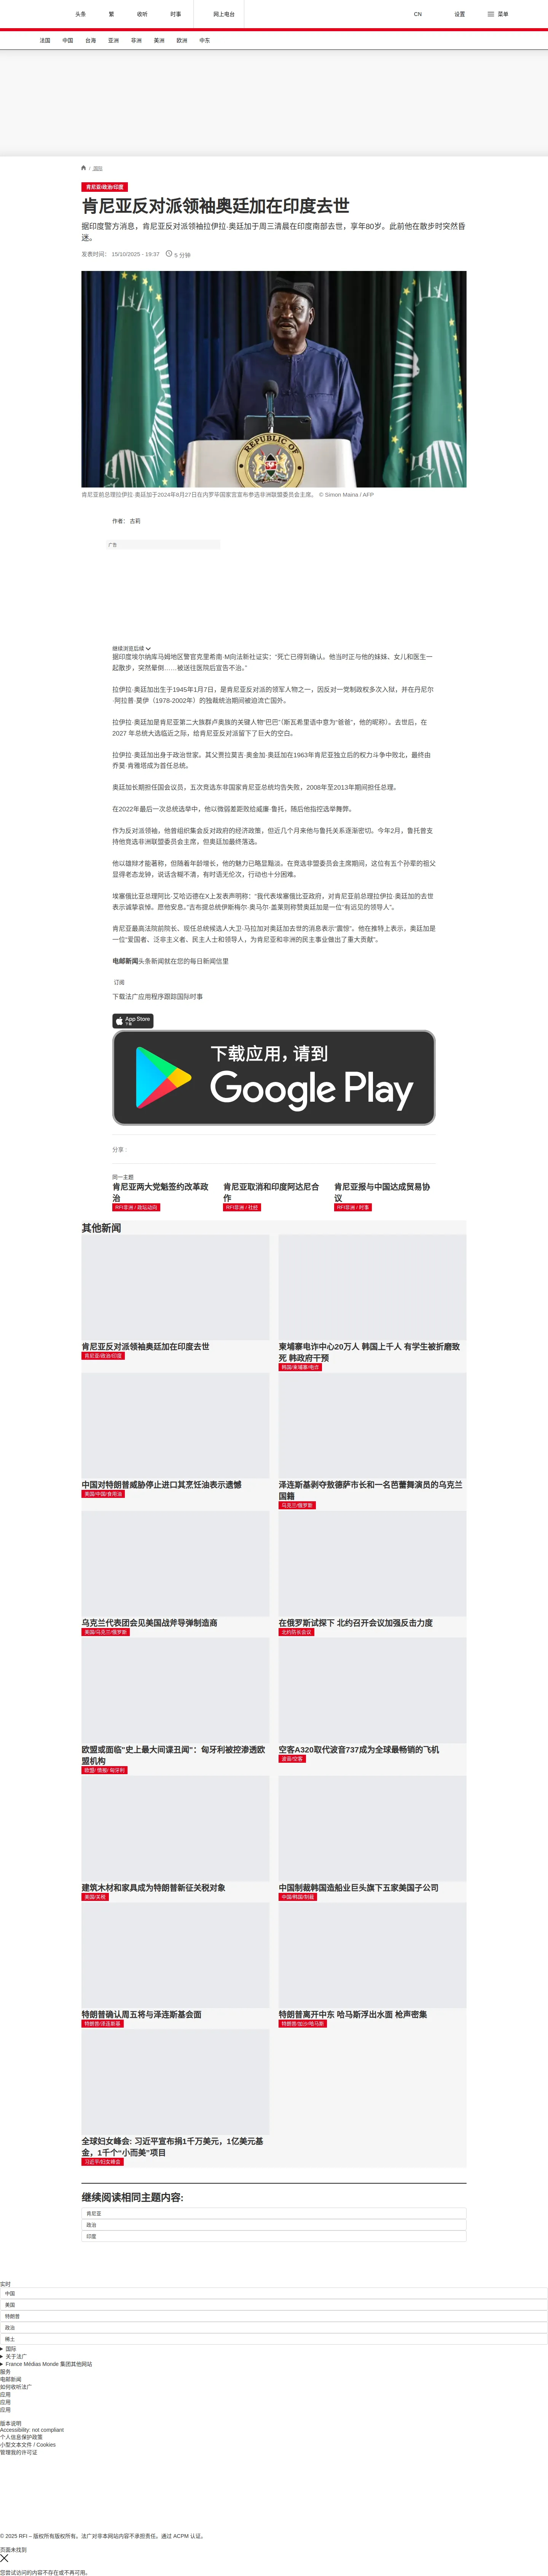 头条
繁
收听
时事
网上电台
CN
设置
菜单
法国
中国
台海
亚洲
非洲
美洲
欧洲
中东
/ 国际
肯尼亚/政治/印度
肯尼亚反对派领袖奥廷加在印度去世
据印度警方消息，肯尼亚反对派领袖拉伊拉·奥廷加于周三清晨在印度南部去世，享年80岁。此前他在散步时突然昏
迷。
发表时间： 15/10/2025 - 19:37
5 分钟
REPUBLIC OF
肯尼亚前总理拉伊拉·奥廷加于2024年8月27日在内罗毕国家宫宣布参选非洲联盟委员会主席。 © Simon Maina / AFP
作者： 古莉
广告
继续浏览后续
据印度埃尔纳库马姆地区警官克里希南·M向法新社证实："死亡已得到确认。他当时正与他的妹妹、女儿和医生一
起散步，突然晕倒……被送往医院后宣告不治。"
拉伊拉·奥廷加出生于1945年1月7日，是肯尼亚反对派的领军人物之一，因反对一党制政权多次入狱，并在丹尼尔
·阿拉普·莫伊（1978-2002年）的独裁统治期间被迫流亡国外。
拉伊拉·奥廷加是肯尼亚第二大族群卢奥族的关键人物"巴巴"（斯瓦希里语中意为"爸爸"，他的昵称）。去世后，在
2027 年总统大选临近之际，给肯尼亚反对派留下了巨大的空白。
拉伊拉·奥廷加出身于政治世家。其父贾拉莫吉·奥金加·奥廷加在1963年肯尼亚独立后的权力斗争中败北，最终由
乔莫·肯雅塔成为首任总统。
奥廷加长期担任国会议员，五次竞选东非国家肯尼亚总统均告失败，2008年至2013年期间担任总理。
在2022年最后一次总统选举中，他以微弱差距败给威廉·鲁托，随后他指控选举舞弊。
作为反对派领袖，他曾组织集会反对政府的经济政策，但近几个月来他与鲁托关系逐渐密切。今年2月，鲁托曾支
持他竞选非洲联盟委员会主席，但奥廷加最终落选。
他以雄辩才能著称，但随着年龄增长，他的魅力已略显黯淡。在竞选非盟委员会主席期间，这位有五个孙辈的祖父
显得老态龙钟，说话含糊不清，有时语无伦次，行动也十分困难。
埃塞俄比亚总理阿比·艾哈迈德在X上发表声明称："我代表埃塞俄比亚政府，对肯尼亚前总理拉伊拉·奥廷加的去世
表示诚挚哀悼。愿他安息。"吉布提总统伊斯梅尔·奥马尔·盖莱则称赞奥廷加是一位"有远见的领导人"。
肯尼亚最高法院前院长、现任总统候选人大卫·马拉加对奥廷加去世的消息表示"震惊"。他在推特上表示，奥廷加是
一位"爱国者、泛非主义者、民主人士和领导人，为肯尼亚和非洲的民主事业做出了重大贡献"。
电邮新闻头条新闻就在您的每日新闻信里
订阅
下载法广应用程序跟踪国际时事
App Store
下载
下载应用，请到
Google Play
分享 :
同一主题
肯尼亚两大党魁签约改革政
治
RFI非洲 / 政坛动向
肯尼亚取消和印度阿达尼合
作
RFI非洲 / 社经
肯尼亚报与中国达成贸易协
议
RFI非洲 / 时事
其他新闻
肯尼亚反对派领袖奥廷加在印度去世
肯尼亚/政治/印度
柬埔寨电诈中心20万人 韩国上千人 有学生被折磨致
死 韩政府干预
韩国/柬埔寨/电诈
中国对特朗普威胁停止进口其烹饪油表示遗憾
美国/中国/食用油
泽连斯基剥夺敖德萨市长和一名芭蕾舞演员的乌克兰
国籍
乌克兰/俄罗斯
乌克兰代表团会见美国战斧导弹制造商
美国/乌克兰/俄罗斯
在俄罗斯试探下 北约召开会议加强反击力度
北约防长会议
欧盟或面临"史上最大间谍丑闻"：匈牙利被控渗透欧
盟机构
欧盟/ 情报/ 匈牙利
空客A320取代波音737成为全球最畅销的飞机
波音/空客
建筑木材和家具成为特朗普新征关税对象
美国/关税
中国制裁韩国造船业巨头旗下五家美国子公司
中国/韩国/制裁
特朗普确认周五将与泽连斯基会面
特朗普/泽连斯基
特朗普离开中东 哈马斯浮出水面 枪声密集
特朗普/加沙/哈马斯
全球妇女峰会: 习近平宣布捐1千万美元，1亿美元基
金，1千个"小而美"项目
习近平/妇女峰会
继续阅读相同主题内容:
肯尼亚
政治
印度
实时
中国
美国
特朗普
政治
稀土
国际
关于法广
France Médias Monde 集团其他网站
服务
电邮新闻
如何收听法广
应用
应用
应用
版本说明
Accessibility: not compliant
个人信息保护政策
小型文本文件 / Cookies
管理我的许可证
© 2025 RFI – 版权所有版权所有。法广对非本网站内容不承担责任。通过 ACPM 认证。
页面未找到
您尝试访问的内容不存在或不再可用。